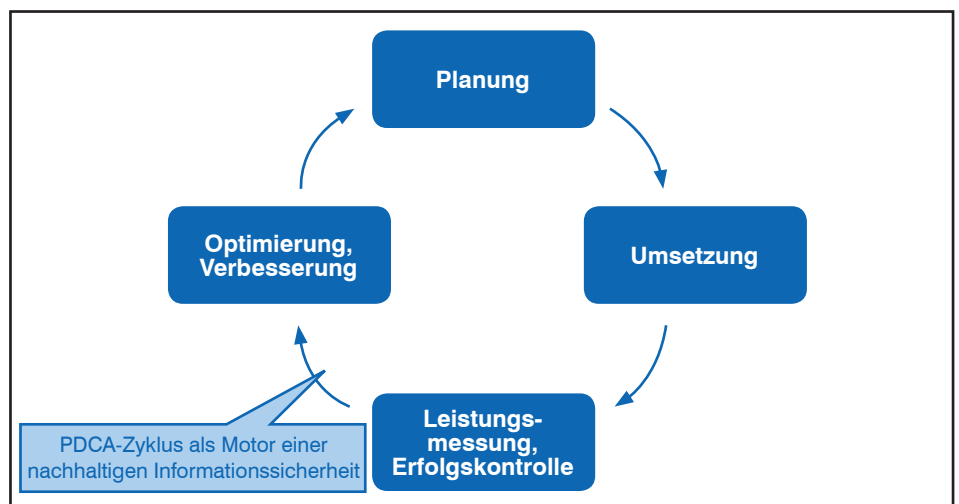 Planung
Optimierung,
Verbesserung
Umsetzung
Leistungs-
messung,
Erfolgskontrolle
PDCA-Zyklus als Motor einer
nachhaltigen Informationssicherheit